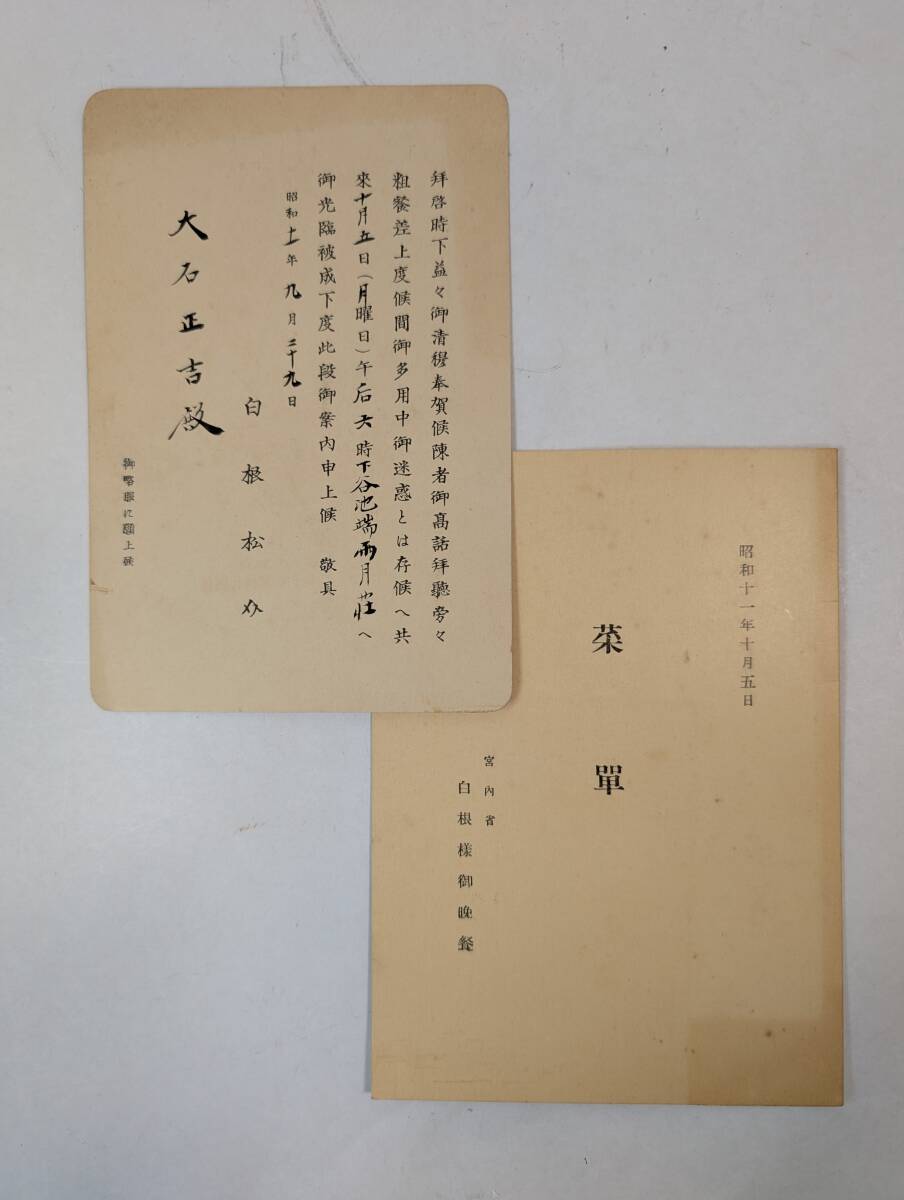 拜啓時下益々御清穆奉賀候陳者御高話拜聽旁々
粗餐差上度候間御多用中御迷惑とは存候へ共
來十月五日(月曜日)午后六時下谷池端雨月莊へ
御光臨被成下度此段御案内申上候 敬具
昭和十一年九月二十九日
白根松介
大石正吉殿
御略服に願上候
昭和十一年十月五日
菜單
宮内省
白根様御晩餐